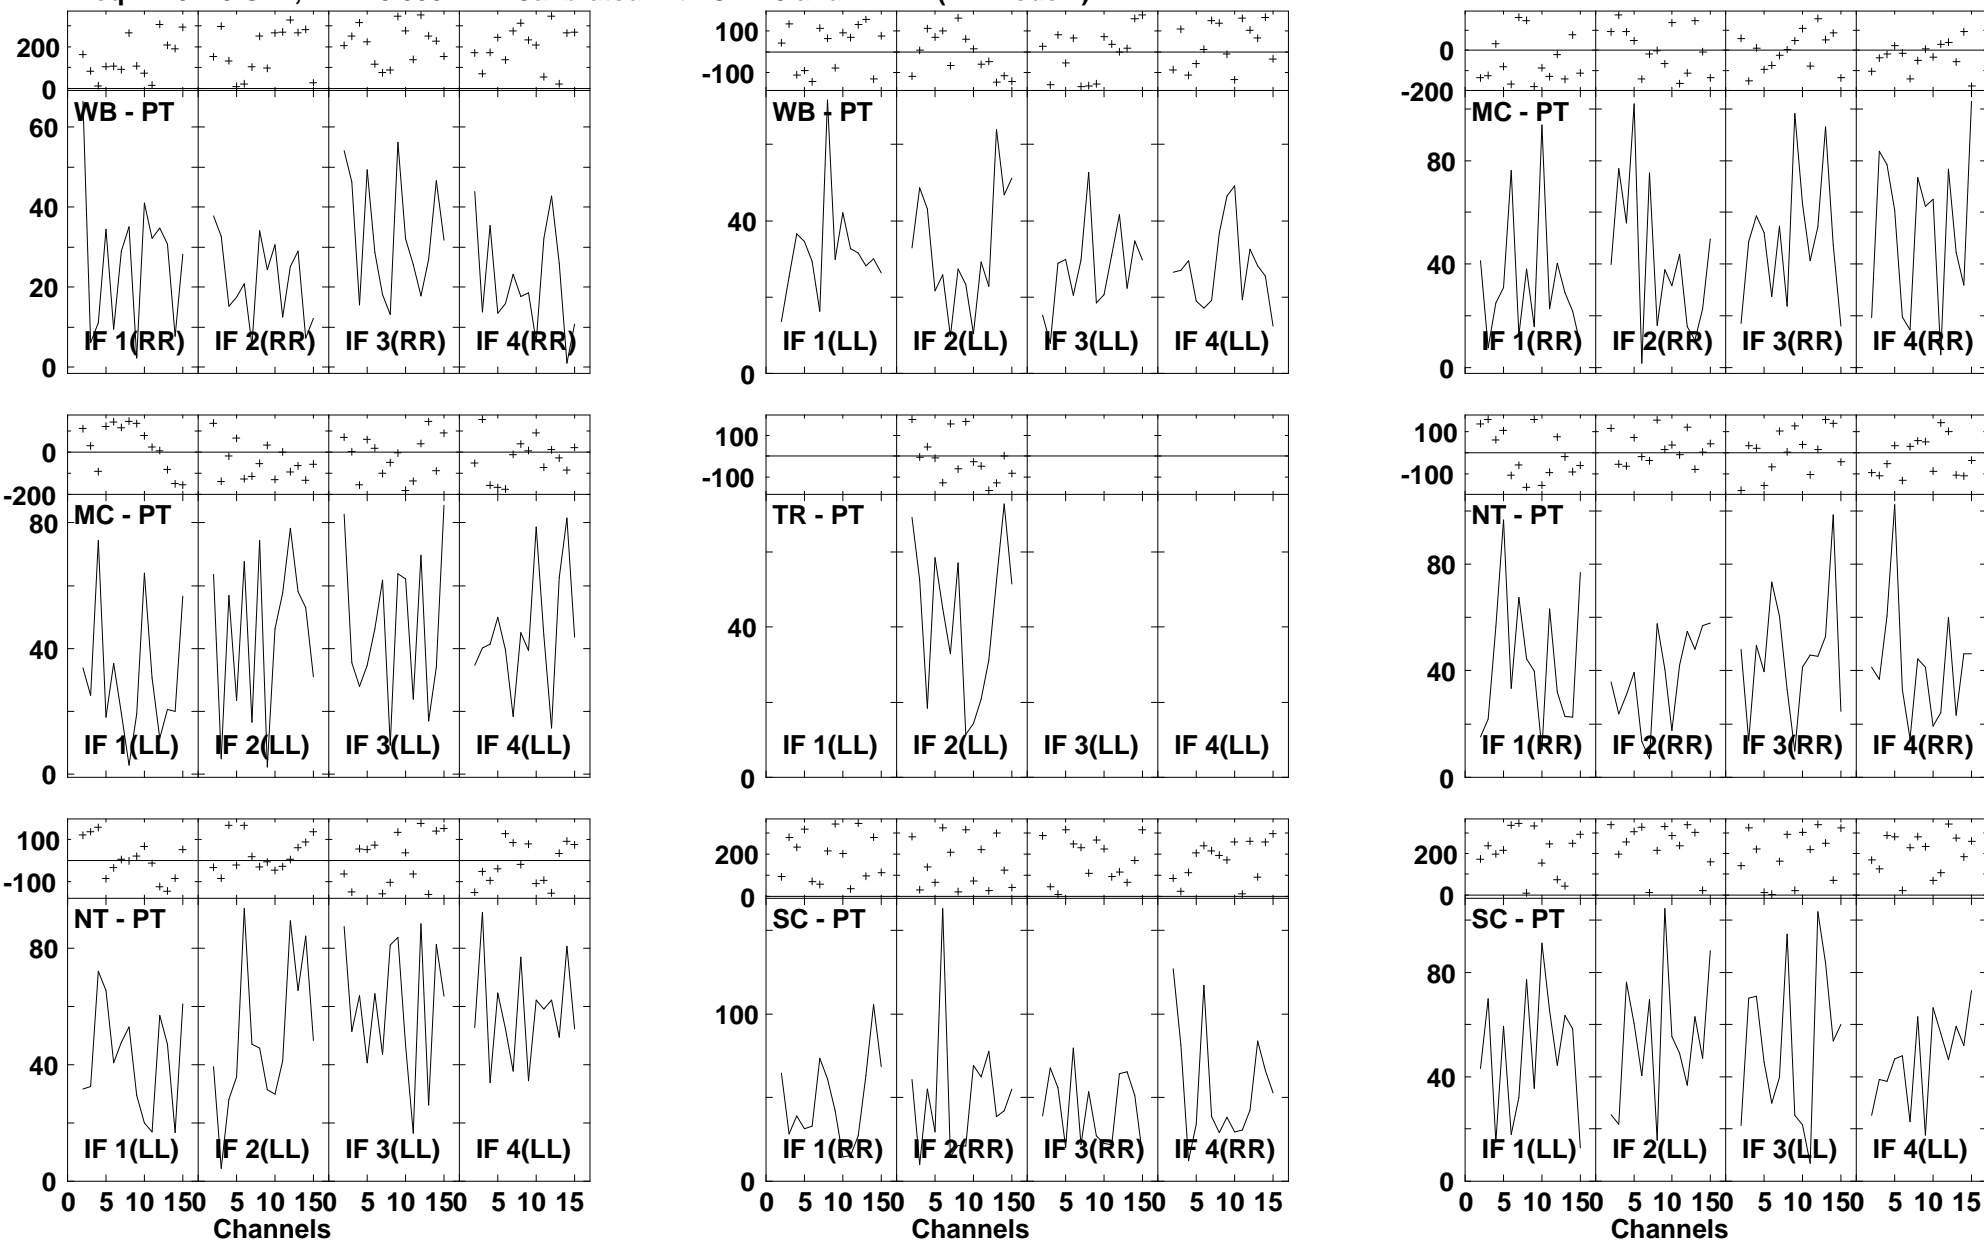 200
0
100
-100
0
-200
WB - PT
WB - PT
MC - PT
60
40
20
0
40
0
80
40
0
IF 1(RR) IF 2(RR) IF 3(RR) IF 4(RR)
IF 1(LL) IF 2(LL) IF 3(LL) IF 4(LL)
IF 1(RR) IF 2(RR) IF 3(RR) IF 4(RR)
0
-200
100
-100
100
-100
MC - PT
TR - PT
NT - PT
80
40
0
40
0
80
40
0
IF 1(LL) IF 2(LL) IF 3(LL) IF 4(LL)
IF 1(LL) IF 2(LL) IF 3(LL) IF 4(LL)
IF 1(RR) IF 2(RR) IF 3(RR) IF 4(RR)
100
-100
200
0
200
0
NT - PT
SC - PT
SC - PT
80
40
0
100
0
80
40
0
IF 1(LL) IF 2(LL) IF 3(LL) IF 4(LL)
IF 1(RR) IF 2(RR) IF 3(RR) IF 4(RR)
IF 1(LL) IF 2(LL) IF 3(LL) IF 4(LL)
0 5 10 150 5 10 150 5 10 150 5 10 15
0 5 10 150 5 10 150 5 10 150 5 10 15
0 5 10 150 5 10 150 5 10 150 5 10 15
Channels
Channels
Channels